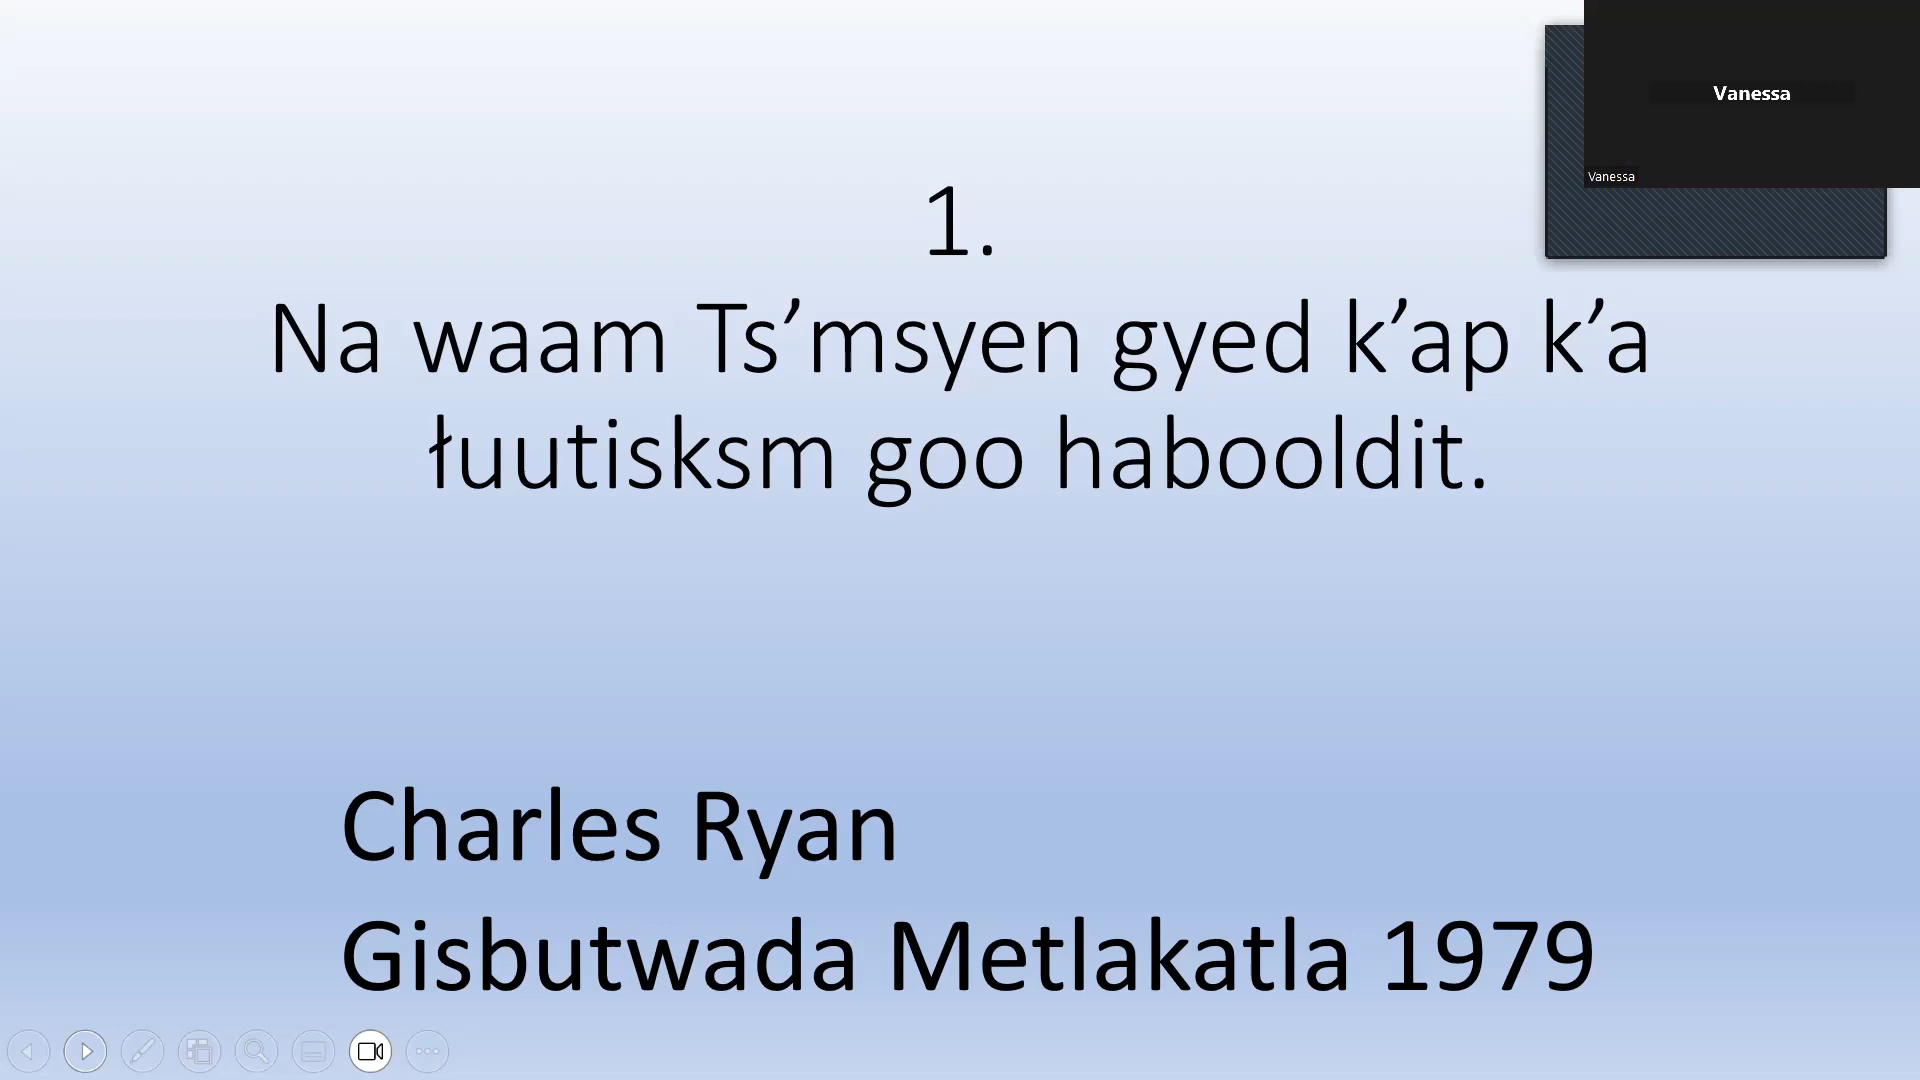 Vanessa
Vanessa
1.
Na waam Ts’msyen gyed k’ap k’a
łuutisksm goo habooldit.
Charles Ryan
Gisbutwada Metlakatla 1979